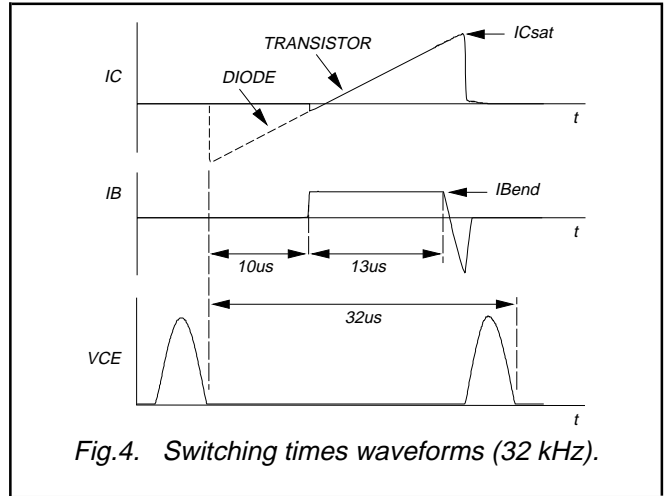 ICsat
TRANSISTOR
IC
DIODE
t
IB
IBend
t
10us
13us
32us
VCE
t
Fig.4. Switching times waveforms (32 kHz).